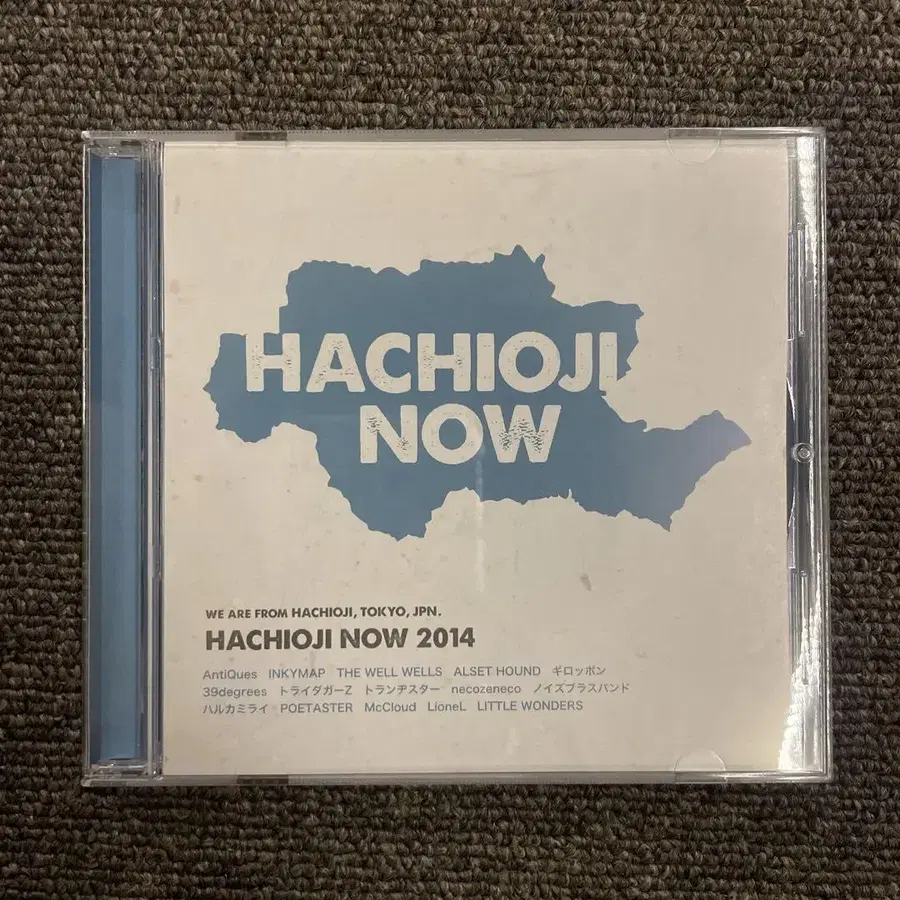 HACHIOJI
NOW
WE ARE FROM HACHIOJI, TOKYO, JPN.
HACHIOJI NOW 2014
AntiQues INKYMAP THE WELL WELLS ALSET HOUND ギロッポン
39degrees トライダガーZ トランヂスター necozeneco ノイズブラスバンド
ハルカミライ POETASTER McCloud LioneL LITTLE WONDERS